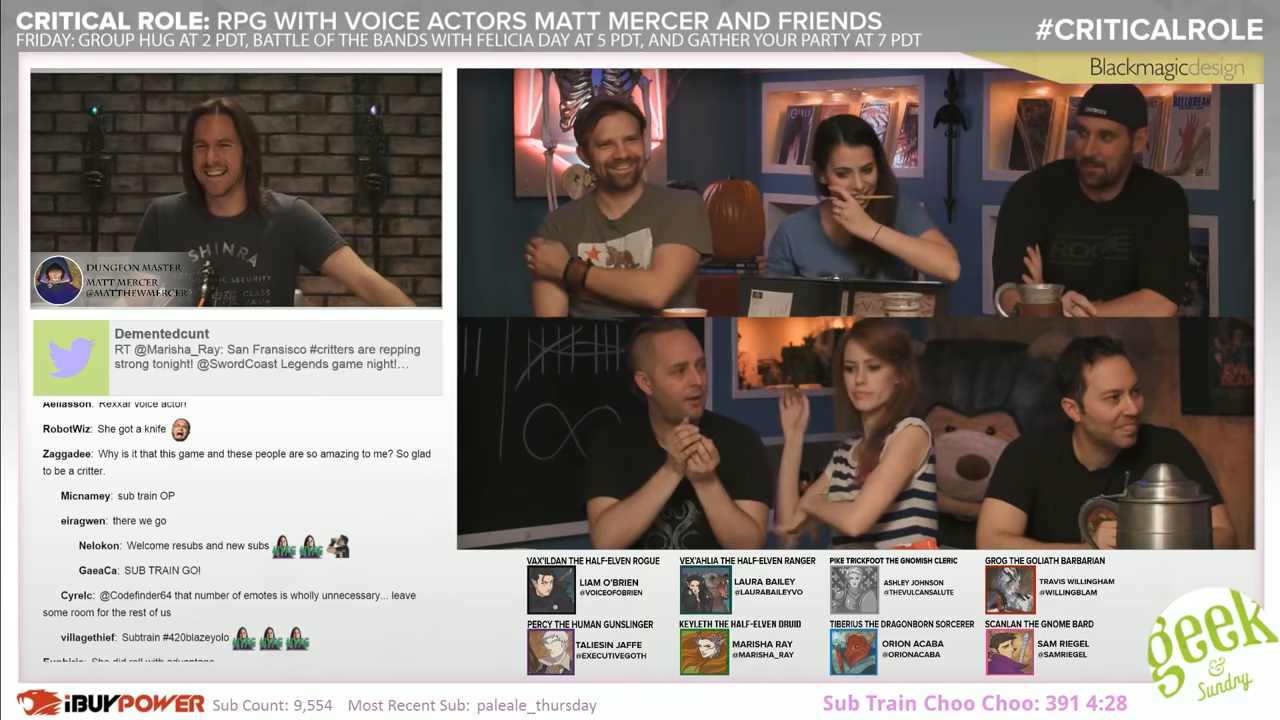 CRITICAL ROLE: RPG WITH VOICE ACTORS MATT MERCER AND FRIENDS
FRIDAY: GROUP HUG AT 2 PDT, BATTLE OF THE BANDS WITH FELICIA DAY AT 5 PDT, AND GATHER YOUR PARTY AT 7 PDT
#CRITICALROLE
Blackmagicdesign
SHINRA
DUNGEON MASTER
MATT MERCER
@MATTHEWMERCER
Dementedcunt
RT @Marisha_Ray: San Fransisco #critters are repping
strong tonight! @SwordCoast Legends game night!...
Aeliasson: Rexxar voice actor!
RobotWiz: She got a knife
Zaggadee: Why is it that this game and these people are so amazing to me? So glad
to be a critter.
Micnamey: sub train OP
eiragwen: there we go
Nelokon: Welcome resubs and new subs
GaeaCa: SUB TRAIN GO!
Cyrelc: @Codefinder64 that number of emotes is wholly unnecessary... leave
some room for the rest of us
villagethief: Subtrain #420blazeyolo
She did roll with advantage
VAX'ILDAN THE HALF-ELVEN ROGUE
LIAM O'BRIEN
@VOICEOFOBRIEN
VEX'AHLIA THE HALF-ELVEN RANGER
LAURA BAILEY
@LAURABAILEYVO
PIKE TRICKFOOT THE GNOMISH CLERIC
ASHLEY JOHNSON
@THEVULCANSALUTE
GROG THE GOLIATH BARBARIAN
TRAVIS WILLINGHAM
@WILLINGBLAM
PERCY THE HUMAN GUNSLINGER
TALIESIN JAFFE
@EXECUTIVEGOTH
KEYLETH THE HALF-ELVEN DRUID
MARISHA RAY
@MARISHA_RAY
TIBERIUS THE DRAGONBORN SORCERER
ORION ACABA
@ORIONACABA
SCANLAN THE GNOME BARD
SAM RIEGEL
@SAMRIEGEL
geek
&
Sundry
iBUYPOWER
Sub Count: 9,554 Most Recent Sub: paleale_thursday
Sub Train Choo Choo: 391 4:28